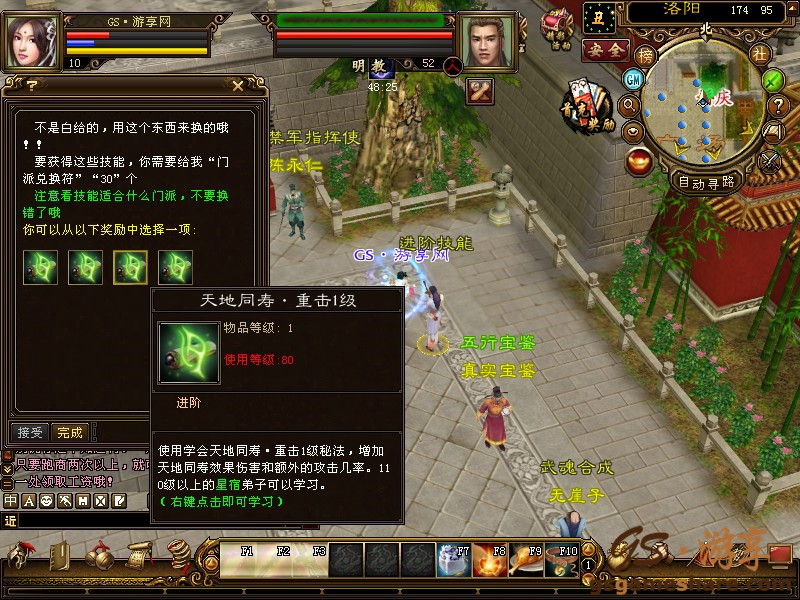 GS·游享网
10
明教
52
48:25
丑
安全
洛阳
174 95
北
榜
社
GM
自动寻路
?
不是白给的，用这个东西来换的哦
！！
要获得这些技能，你需要给我“门
派兑换符”“30”个
注意看技能适合什么门派，不要换
错了哦
你可以从以下奖励中选择一项:
接受
完成
天地同寿·重击1级
物品等级: 1
使用等级:80
进阶
使用学会天地同寿·重击1级秘法，增加
天地同寿效果伤害和额外的攻击几率。11
0级以上的星宿弟子可以学习。
(右键点击即可学习)
禁军指挥使
陈永仁
进阶技能
GS·游享网
五行宝鉴
真实宝鉴
武魂合成
无崖子
只要跑商两次以上，就
一处领取工资哦!
中
A
近
F1
F2
F3
F7
F8
F9
F10
1
GS·游享